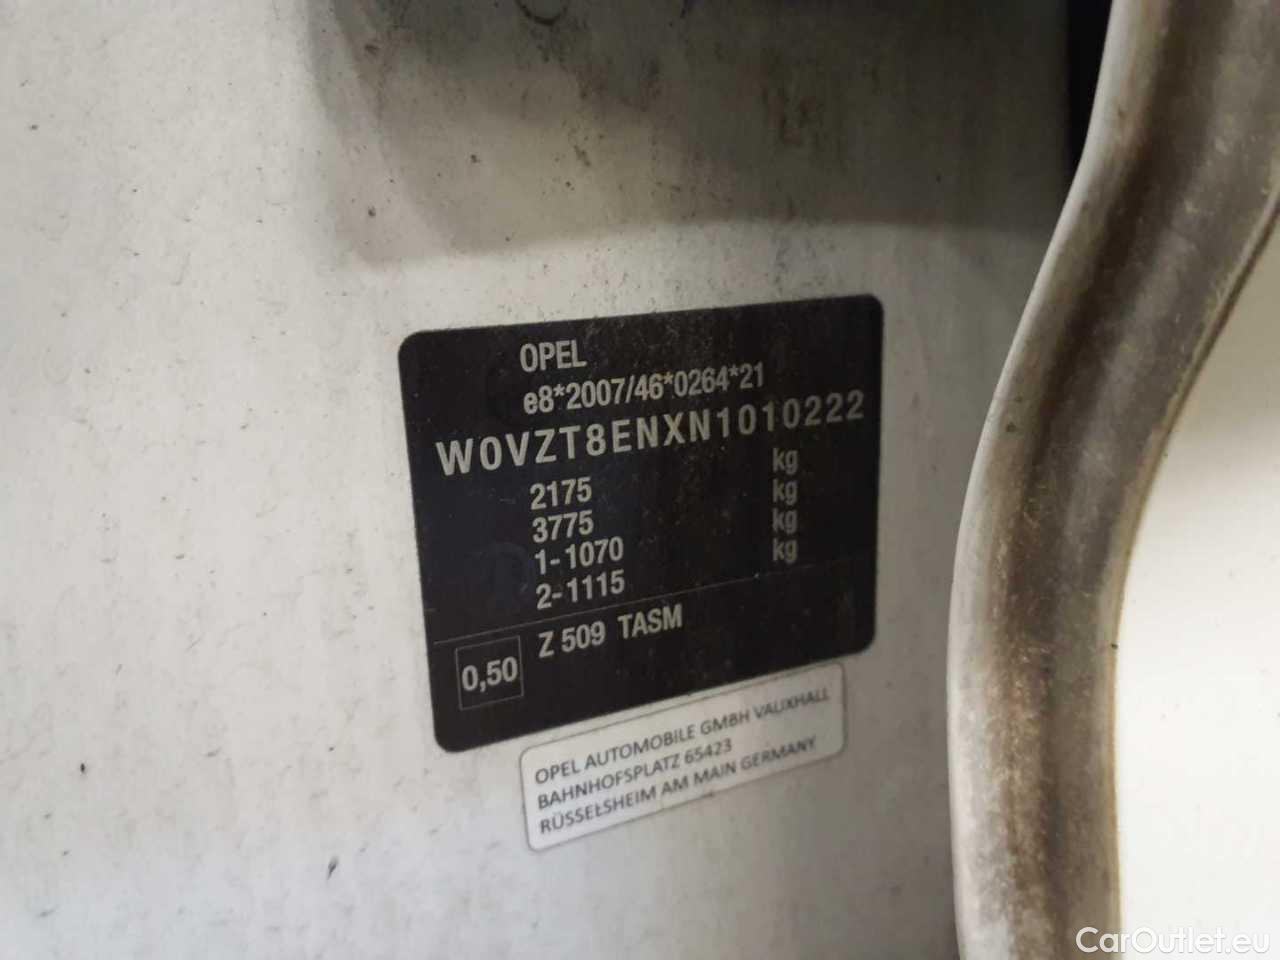 OPEL
e8*2007/46*0264*21
W0VZT8ENXN1010222
2175 kg
3775 kg
1-1070 kg
2-1115 kg
0,50 Z 509 TASM
OPEL AUTOMOBILE GMBH VAUXHALL
BAHNHOFSPLATZ 65423
RÜSSELSHEIM AM MAIN GERMANY
CarOutlet.eu